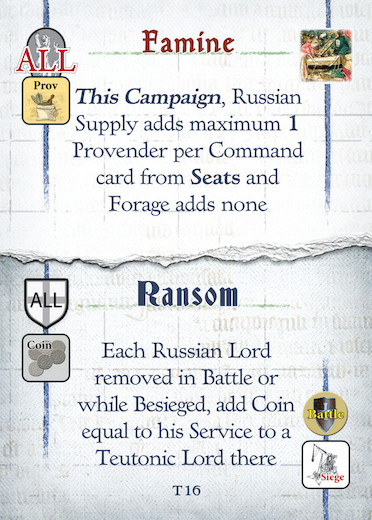 Famine
ALL
Prov
This Campaign, Russian
Supply adds maximum 1
Provender per Command
card from Seats and
Forage adds none
Ransom
ALL
Coin
Each Russian Lord
removed in Battle or
while Besieged, add Coin
equal to his Service to a
Teutonic Lord there
Battle
Siege
T16